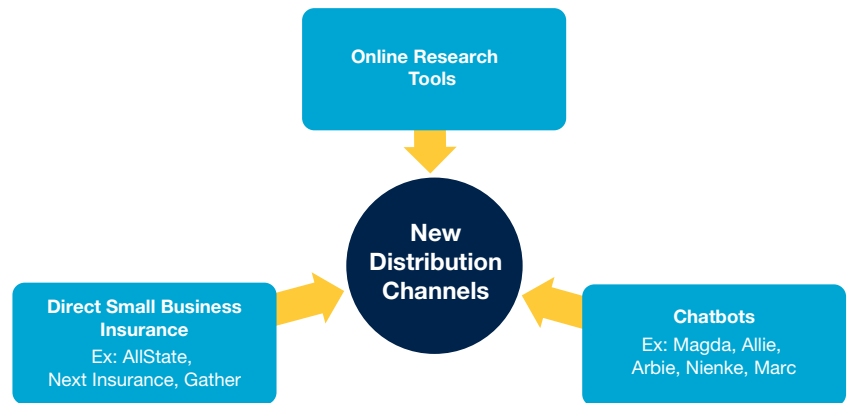 Online Research
Tools
New
Distribution
Channels
Direct Small Business
Insurance
Ex: AllState,
Next Insurance, Gather
Chatbots
Ex: Magda, Allie,
Arbie, Nienke, Marc